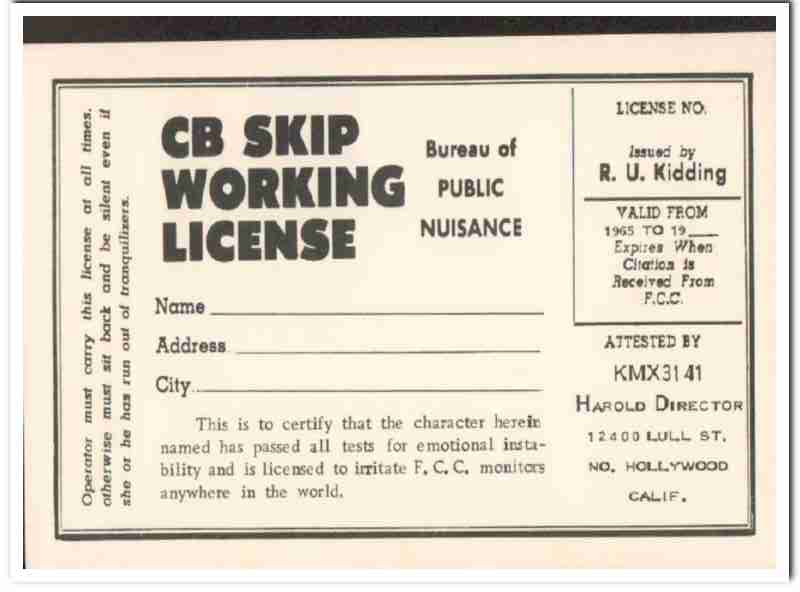 Operator must carry this license at all times.
otherwise must sit back and be silent even if
she or he has run out of tranquilizers.
CB SKIP
WORKING
LICENSE
Bureau of
PUBLIC
NUISANCE
Name
Address
City
This is to certify that the character herein
named has passed all tests for emotional insta-
bility and is licensed to irritate F. C. C. monitors
anywhere in the world.
LICENSE NO.
Issued by
R. U. Kidding
VALID FROM
1965 TO 19
Expires When
Citation is
Received From
F.C.C.
ATTESTED BY
KMX3141
HAROLD DIRECTOR
12400 LULL ST.
NO. HOLLYWOOD
CALIF.